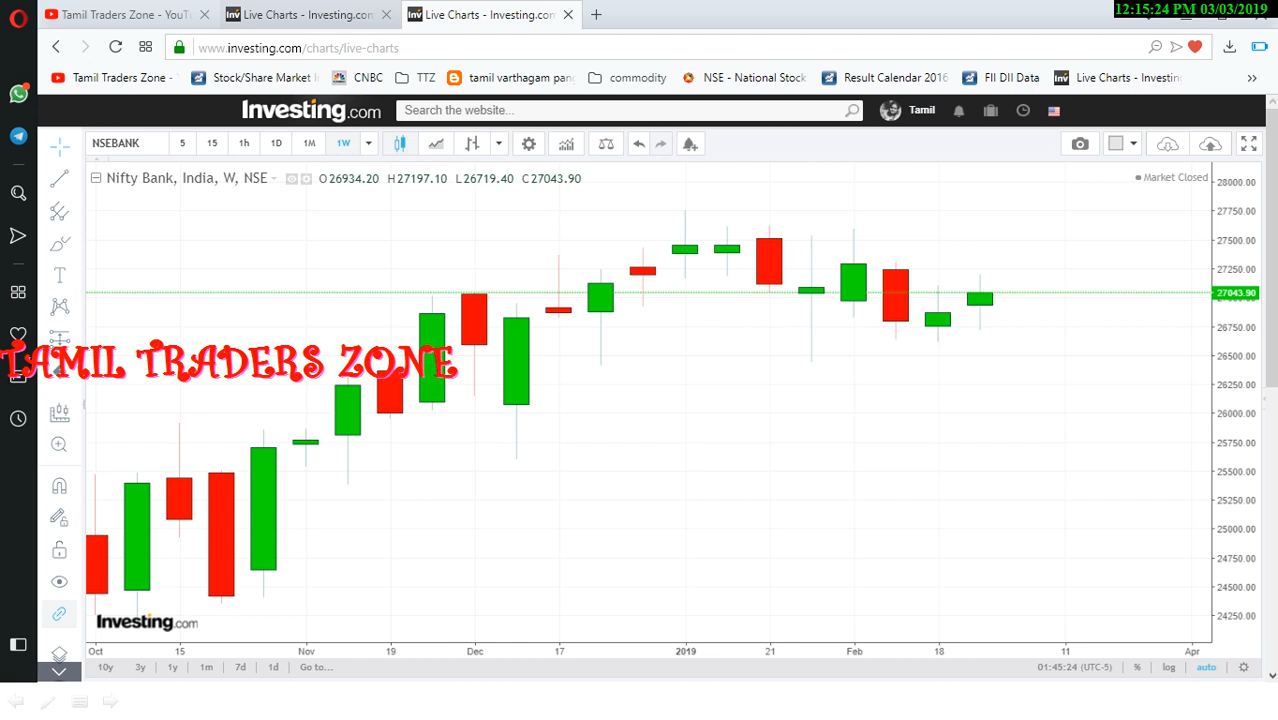 12:15:24 PM 03/03/2019
Tamil Traders Zone - YouT
Live Charts - Investing.com
Live Charts - Investing.com
www.investing.com/charts/live-charts
Tamil Traders Zone -
Stock/Share Market I
CNBC
TTZ
tamil varthagam pang
commodity
NSE - National Stock
Result Calendar 2016
FII DII Data
Live Charts - Investing
Investing.com
Search the website...
Tamil
NSEBANK
5
15
1h
1D
1M
1W
Nifty Bank, India, W, NSE
O26934.20 H27197.10 L26719.40 C27043.90
Market Closed
28000.00
27750.00
27500.00
27250.00
27043.90
26750.00
26500.00
26250.00
26000.00
25750.00
25500.00
25250.00
25000.00
24750.00
24500.00
24250.00
TAMIL TRADERS ZONE
Investing.com
Oct 15 Nov 19 Dec 17 2019 21 Feb 18 11 Apr
10y 3y 1y 1m 7d 1d Go to...
01:45:24 (UTC-5) % log auto